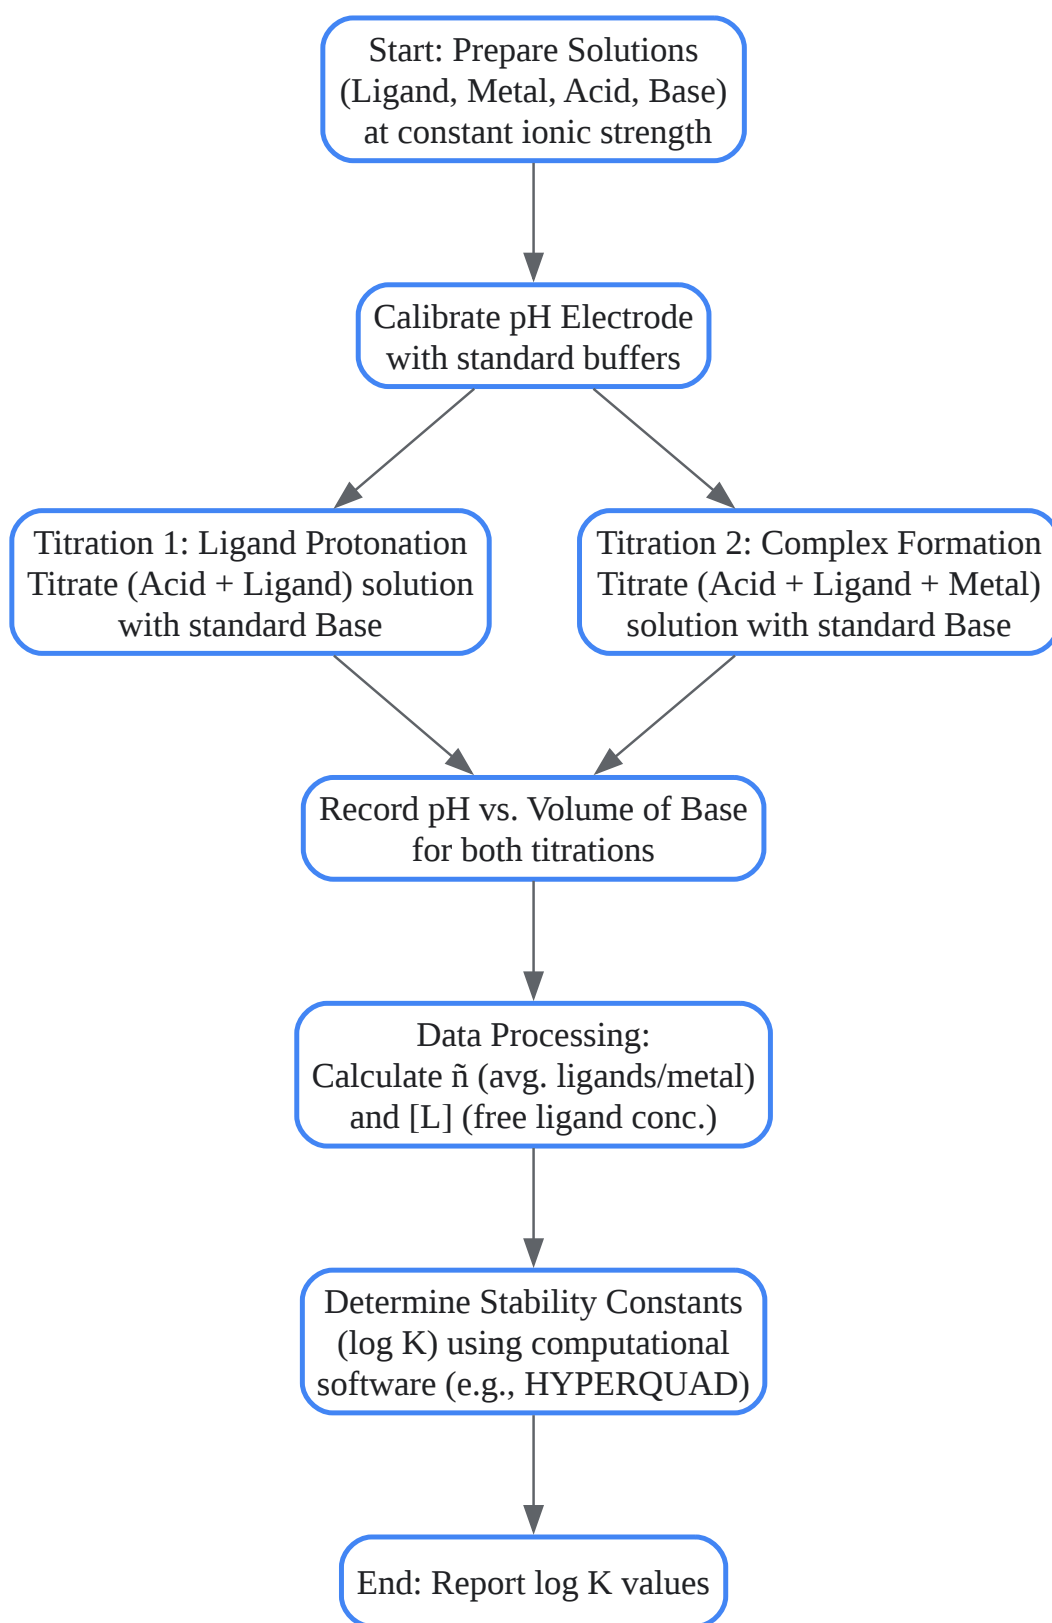 Start: Prepare Solutions
(Ligand, Metal, Acid, Base)
at constant ionic strength
Calibrate pH Electrode
with standard buffers
Titration 1: Ligand Protonation
Titrate (Acid + Ligand) solution
with standard Base
Titration 2: Complex Formation
Titrate (Acid + Ligand + Metal)
solution with standard Base
Record pH vs. Volume of Base
for both titrations
Data Processing:
Calculate ñ (avg. ligands/metal)
and [L] (free ligand conc.)
Determine Stability Constants
(log K) using computational
software (e.g., HYPERQUAD)
End: Report log K values